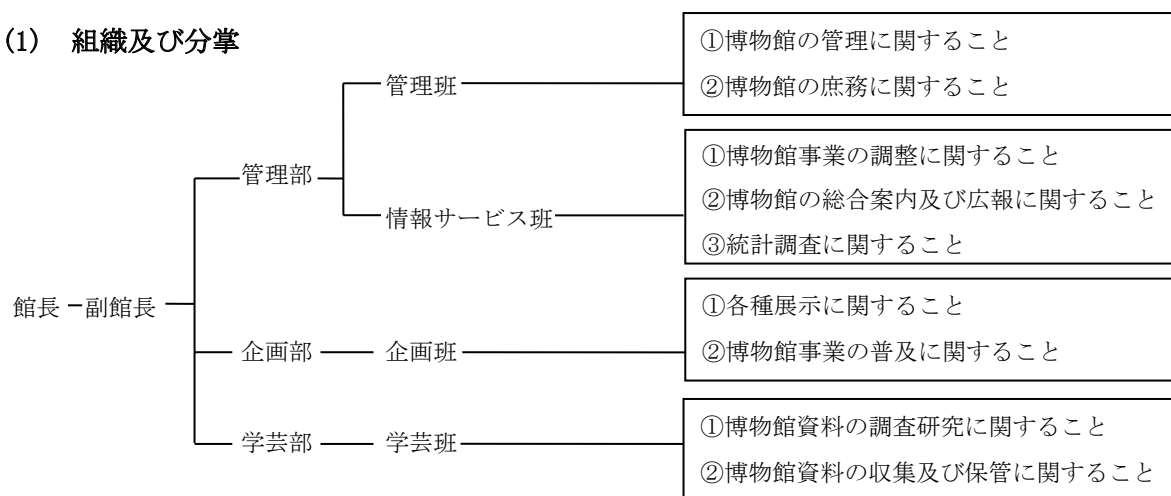 (1) 組織及び分掌
管理班
①博物館の管理に関すること
②博物館の庶務に関すること
管理部
情報サービス班
①博物館事業の調整に関すること
②博物館の総合案内及び広報に関すること
③統計調査に関すること
館長 副館長
企画部 企画班
①各種展示に関すること
②博物館事業の普及に関すること
学芸部 学芸班
①博物館資料の調査研究に関すること
②博物館資料の収集及び保管に関すること